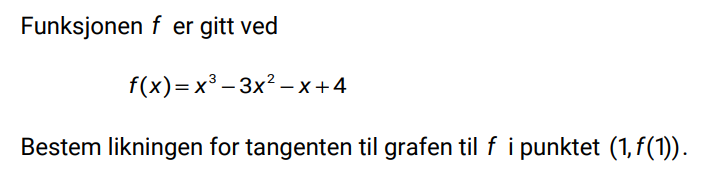 Funksjonen f er gitt ved
f(x) = x³ – 3x² – x + 4
Bestem likningen for tangenten til grafen til f i punktet (1, f(1)).